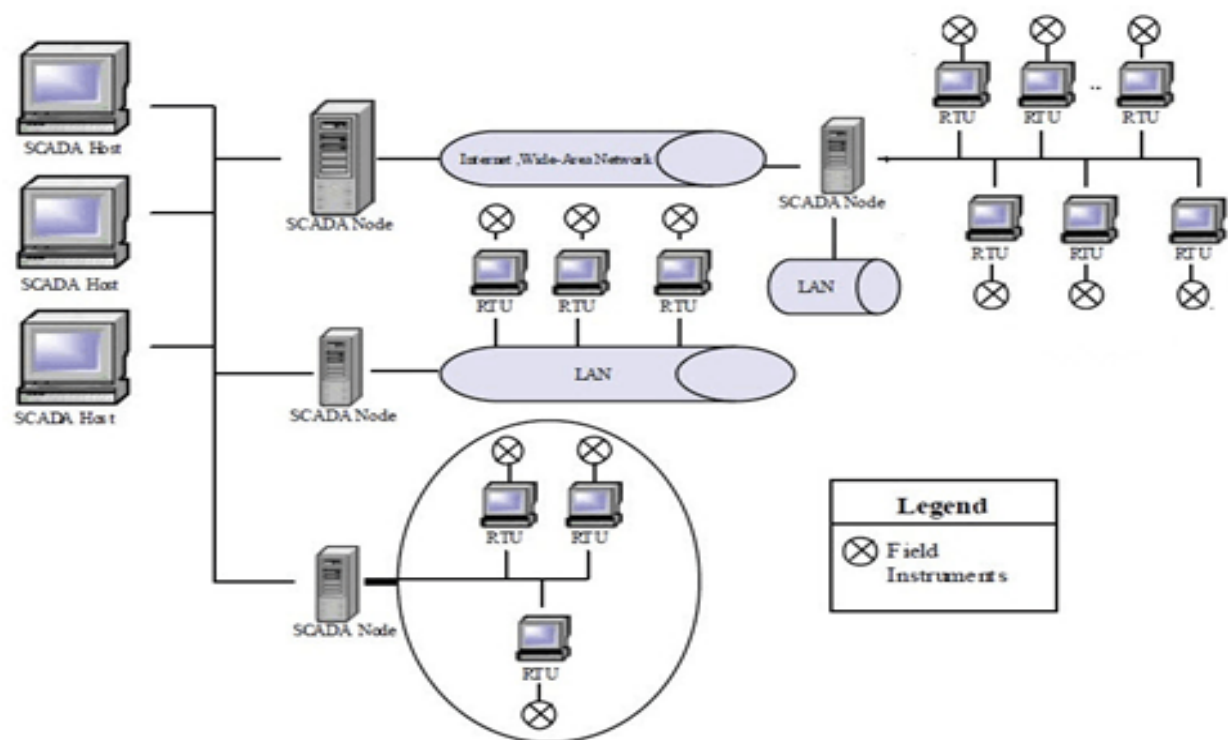 SCADA Host
SCADA Host
SCADA Host
SCADA Node
Internet ,Wide-Area Network
SCADA Node
RTU
RTU
..
RTU
RTU
RTU
RTU
LAN
RTU
RTU
RTU
SCADA Node
LAN
SCADA Node
RTU
RTU
RTU
Legend
Field
Instruments